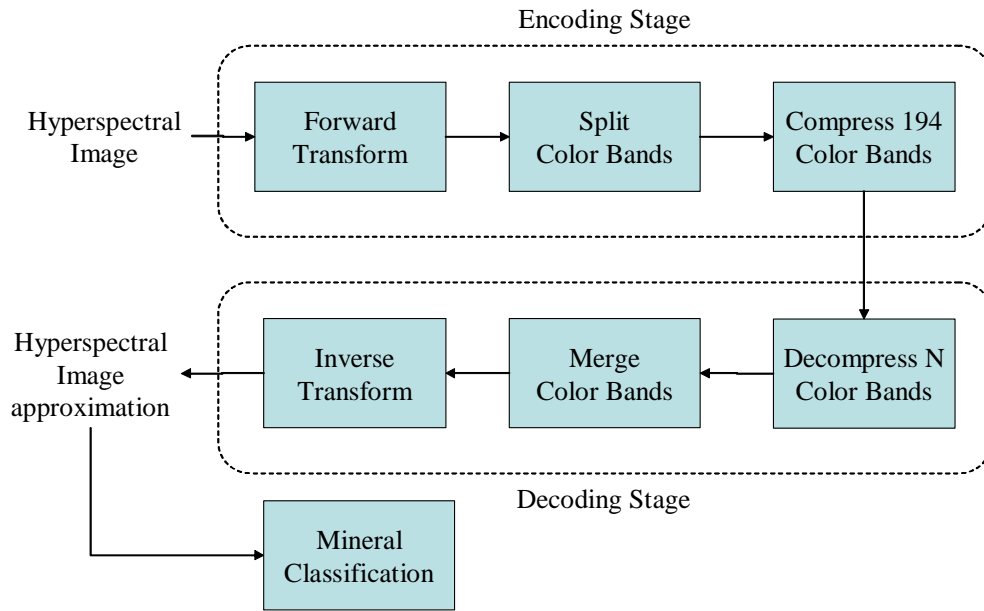 Encoding Stage
Hyperspectral
Image
Forward
Transform
Split
Color Bands
Compress 194
Color Bands
Hyperspectral
Image
approximation
Inverse
Transform
Merge
Color Bands
Decompress N
Color Bands
Decoding Stage
Mineral
Classification